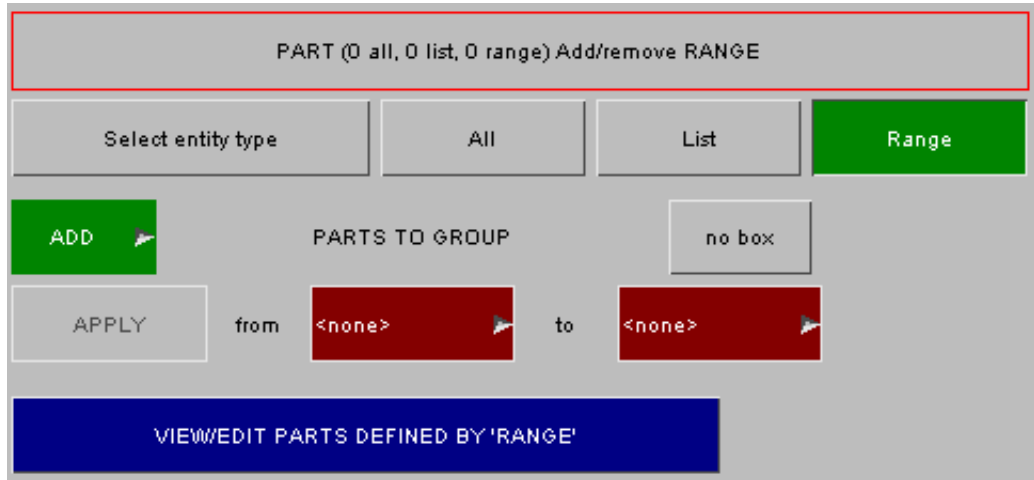 PART (0 all, 0 list, 0 range) Add/remove RANGE
Select entity type All List Range
ADD PARTS TO GROUP no box
APPLY from <none> to <none>
VIEW/EDIT PARTS DEFINED BY 'RANGE'